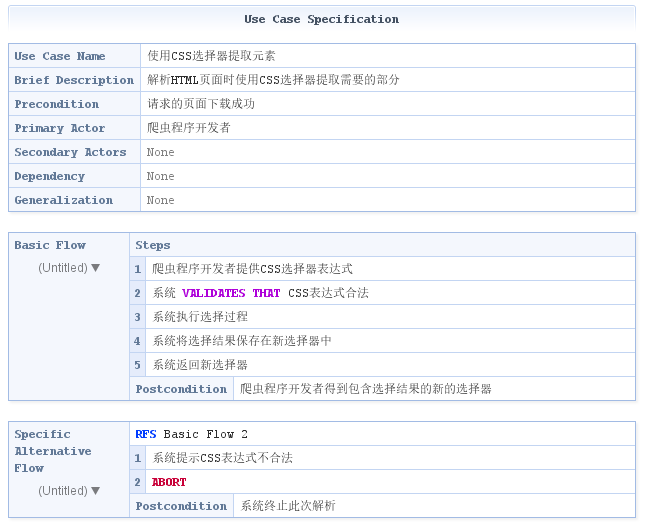 Use Case Specification
Use Case Name 使用CSS选择器提取元素
Brief Description 解析HTML页面时使用CSS选择器提取需要的部分
Precondition 请求的页面下载成功
Primary Actor 爬虫程序开发者
Secondary Actors None
Dependency None
Generalization None
Basic Flow Steps
(Untitled) ▼
1 爬虫程序开发者提供CSS选择器表达式
2 系统 VALIDATES THAT CSS表达式合法
3 系统执行选择过程
4 系统将选择结果保存在新选择器中
5 系统返回新选择器
Postcondition 爬虫程序开发者得到包含选择结果的新的选择器
Specific
Alternative
Flow
(Untitled) ▼
RFS Basic Flow 2
1 系统提示CSS表达式不合法
2 ABORT
Postcondition 系统终止此次解析